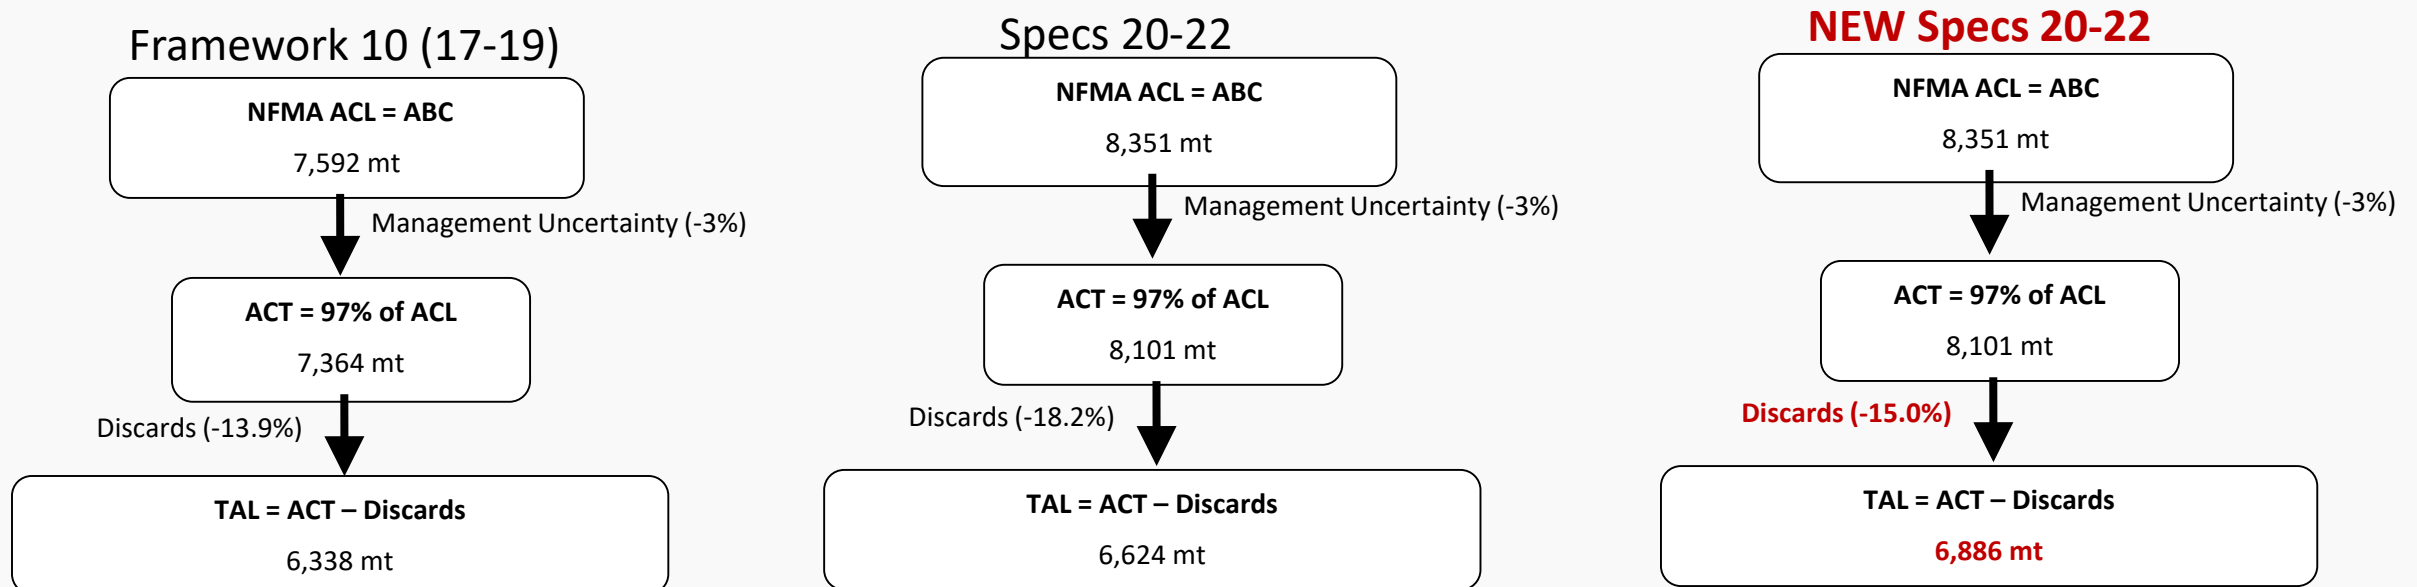 Framework 10 (17-19)
NFMA ACL = ABC
7,592 mt
Management Uncertainty (-3%)
ACT = 97% of ACL
7,364 mt
Discards (-13.9%)
TAL = ACT – Discards
6,338 mt
Specs 20-22
NFMA ACL = ABC
8,351 mt
Management Uncertainty (-3%)
ACT = 97% of ACL
8,101 mt
Discards (-18.2%)
TAL = ACT – Discards
6,624 mt
NEW Specs 20-22
NFMA ACL = ABC
8,351 mt
Management Uncertainty (-3%)
ACT = 97% of ACL
8,101 mt
Discards (-15.0%)
TAL = ACT – Discards
6,886 mt